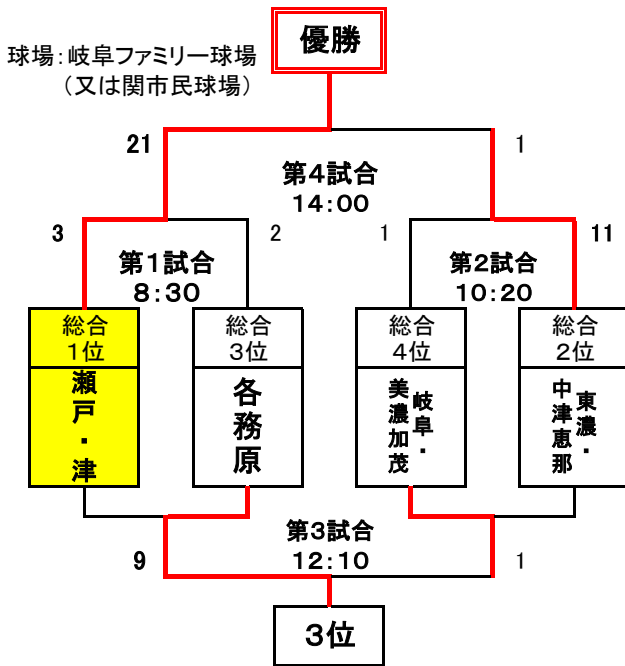 優勝
球場:岐阜ファミリー球場
(又は関市民球場)
21
1
第4試合
14:00
3
2
1
11
第1試合
8:30
第2試合
10:20
総合
1位
瀬戸・津
総合
3位
各務原
総合
4位
岐阜・
美濃加茂
総合
2位
東濃・
中津恵那
第3試合
12:10
9
1
3位